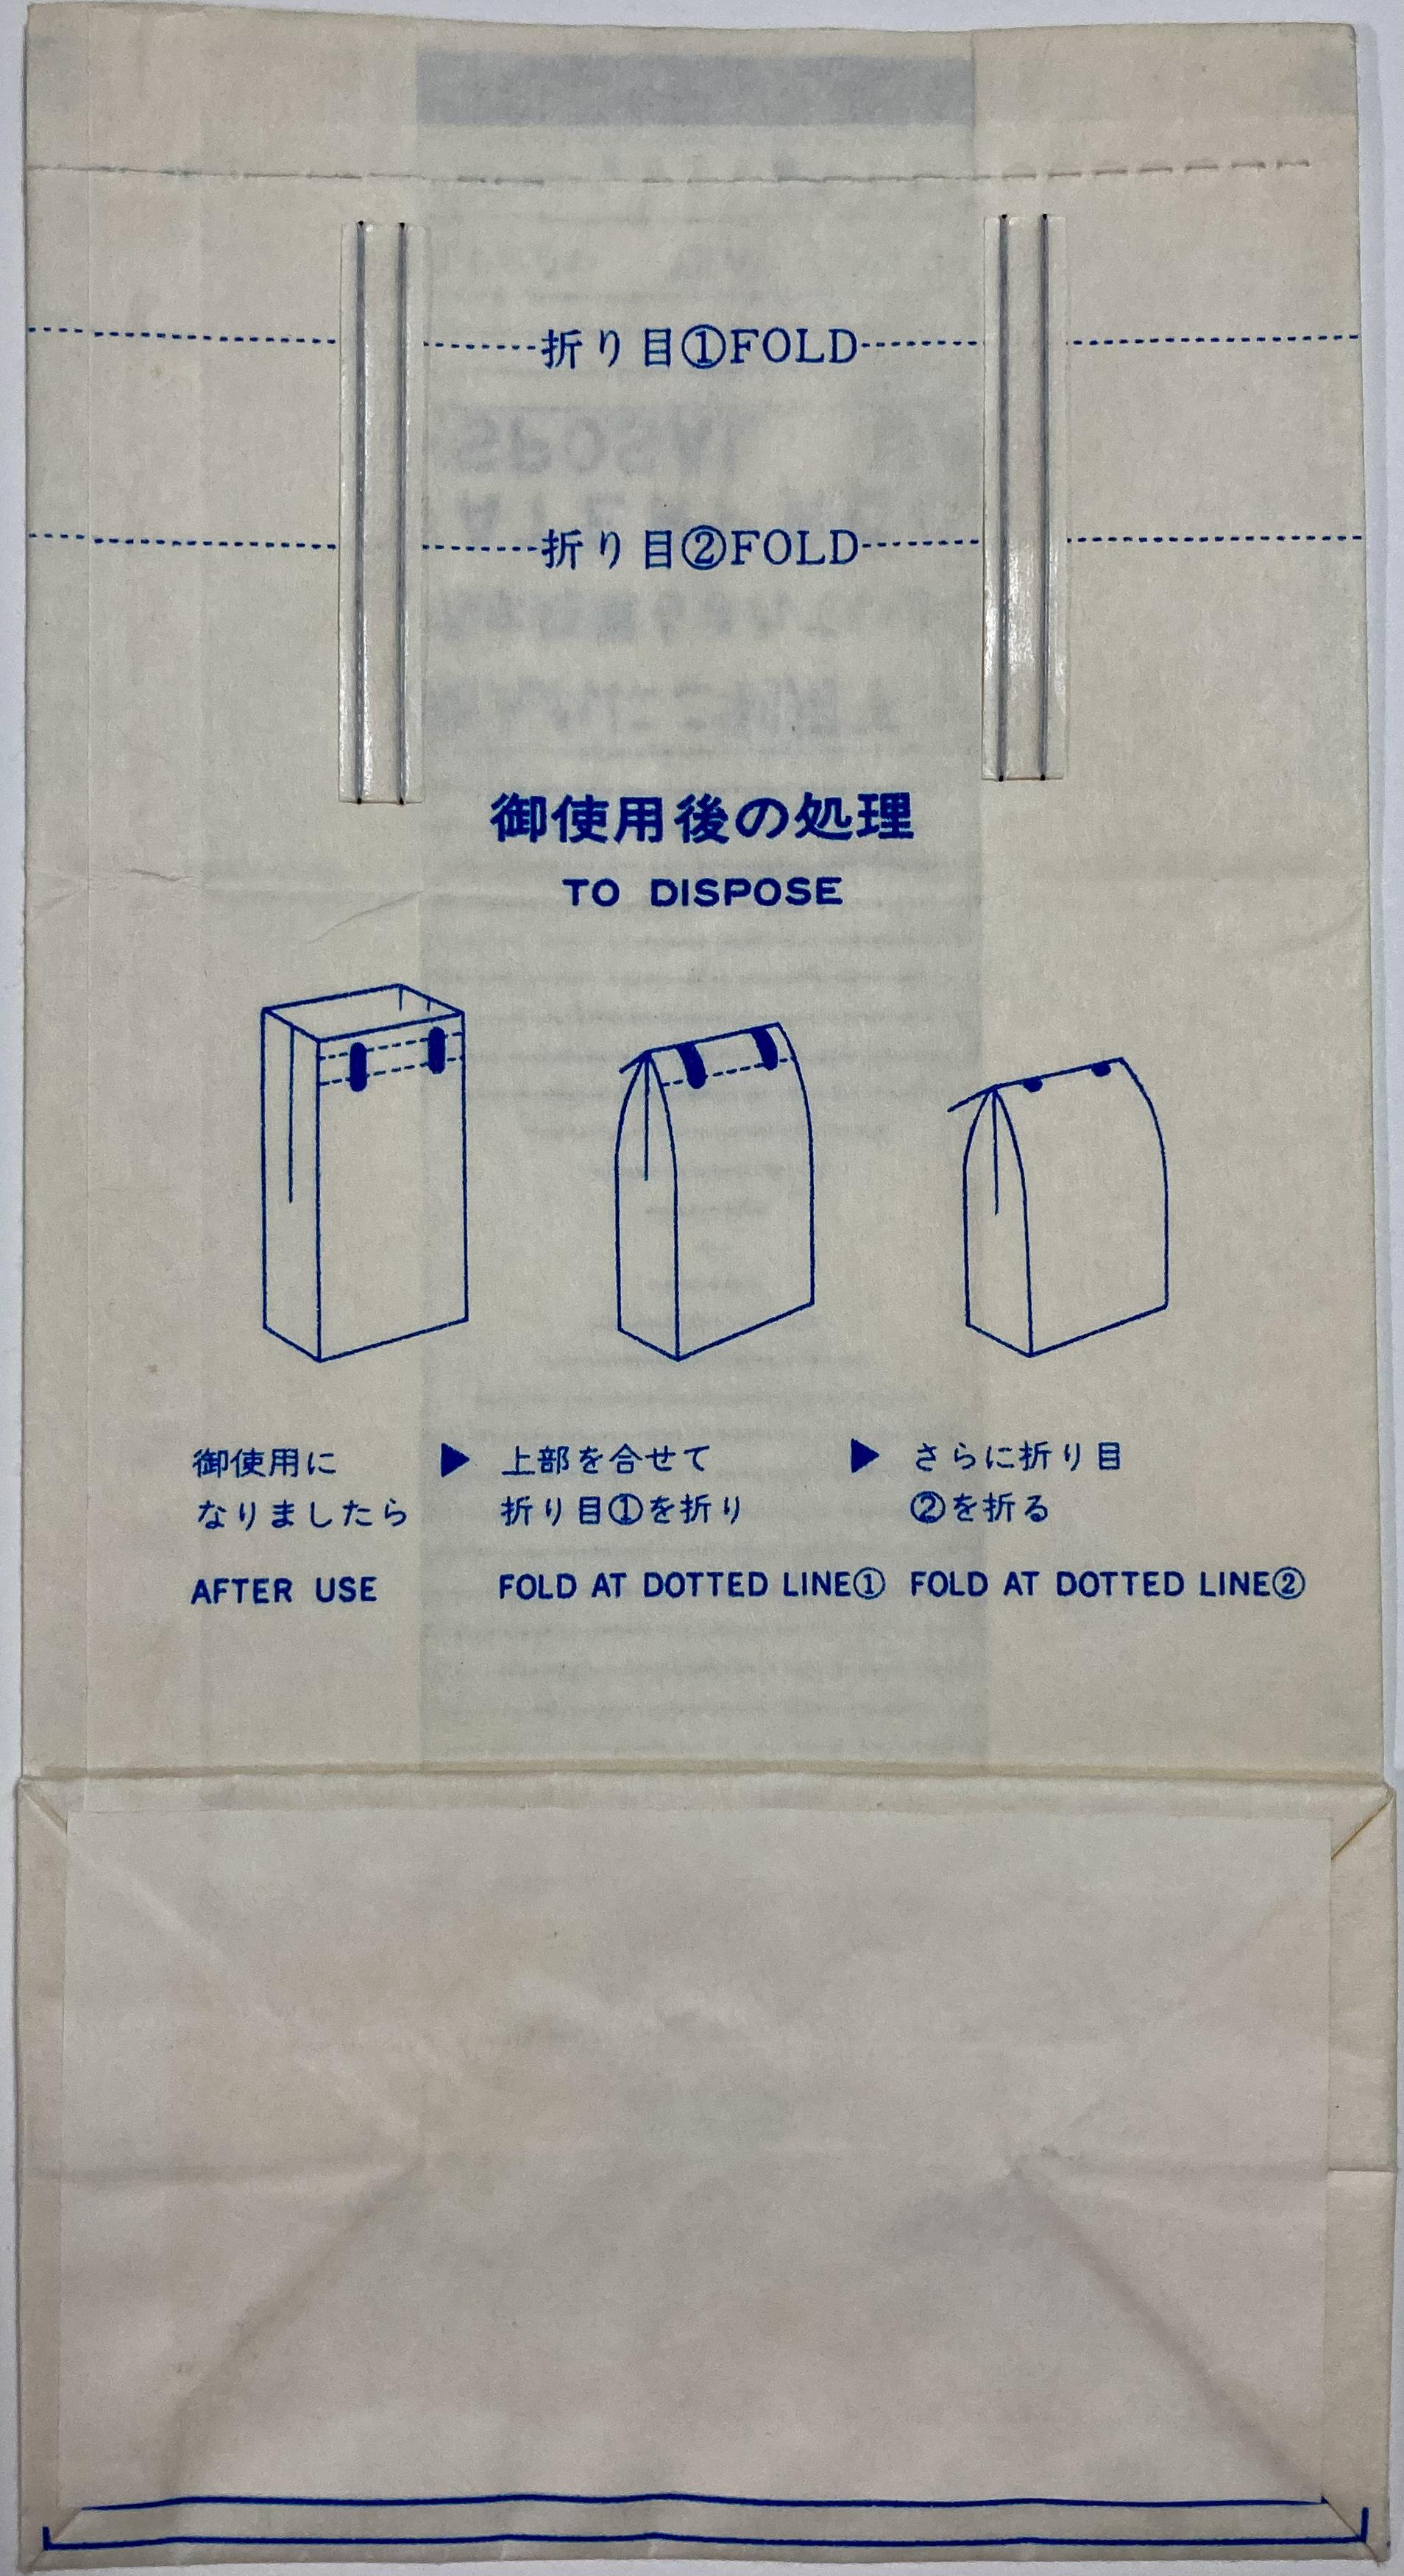 折り目①FOLD
折り目②FOLD
御使用後の処理
TO DISPOSE
御使用に
なりましたら
AFTER USE
▶ 上部を合せて
折り目①を折り
FOLD AT DOTTED LINE①
▶ さらに折り目
②を折る
FOLD AT DOTTED LINE②